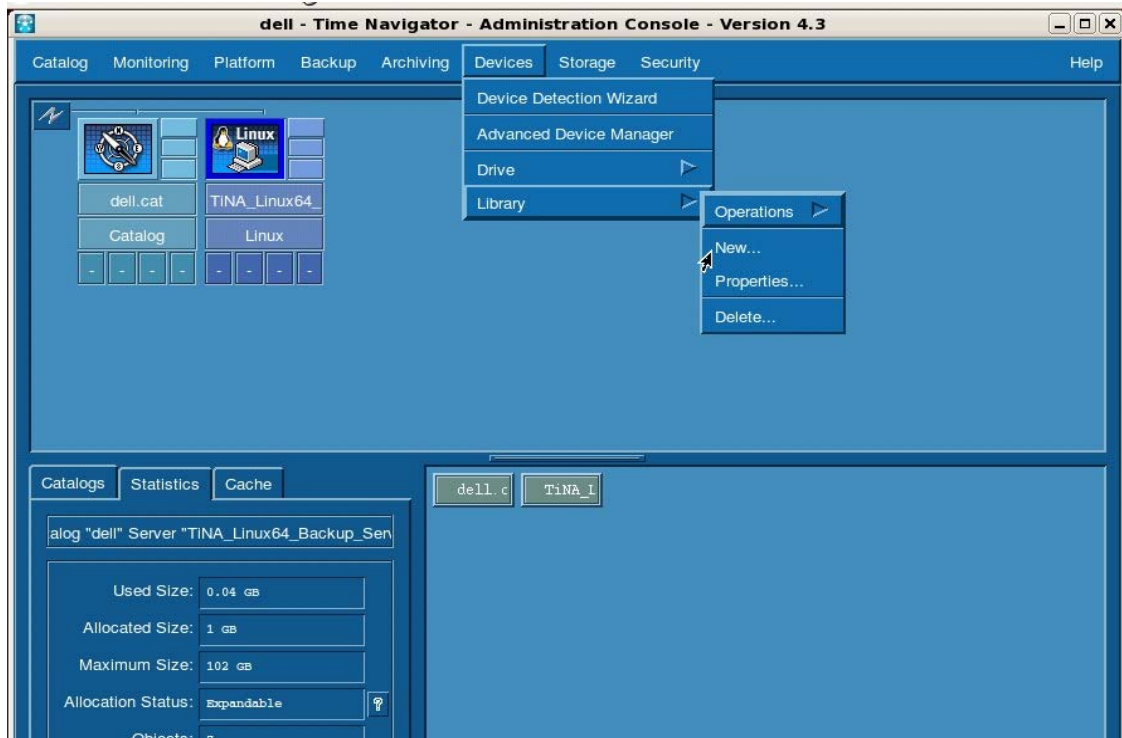 dell - Time Navigator - Administration Console - Version 4.3
Catalog Monitoring Platform Backup Archiving Devices Storage Security Help
Device Detection Wizard
Advanced Device Manager
Drive
Library
Operations
New...
Properties...
Delete...
Linux
dell.cat TiNA_Linux64_
Catalog Linux
- - - - - - - -
Catalogs Statistics Cache
dell.c TiNA_L
alog "dell" Server "TiNA_Linux64_Backup_Serv
Used Size: 0.04 GB
Allocated Size: 1 GB
Maximum Size: 102 GB
Allocation Status: Expandable ?
Objects: